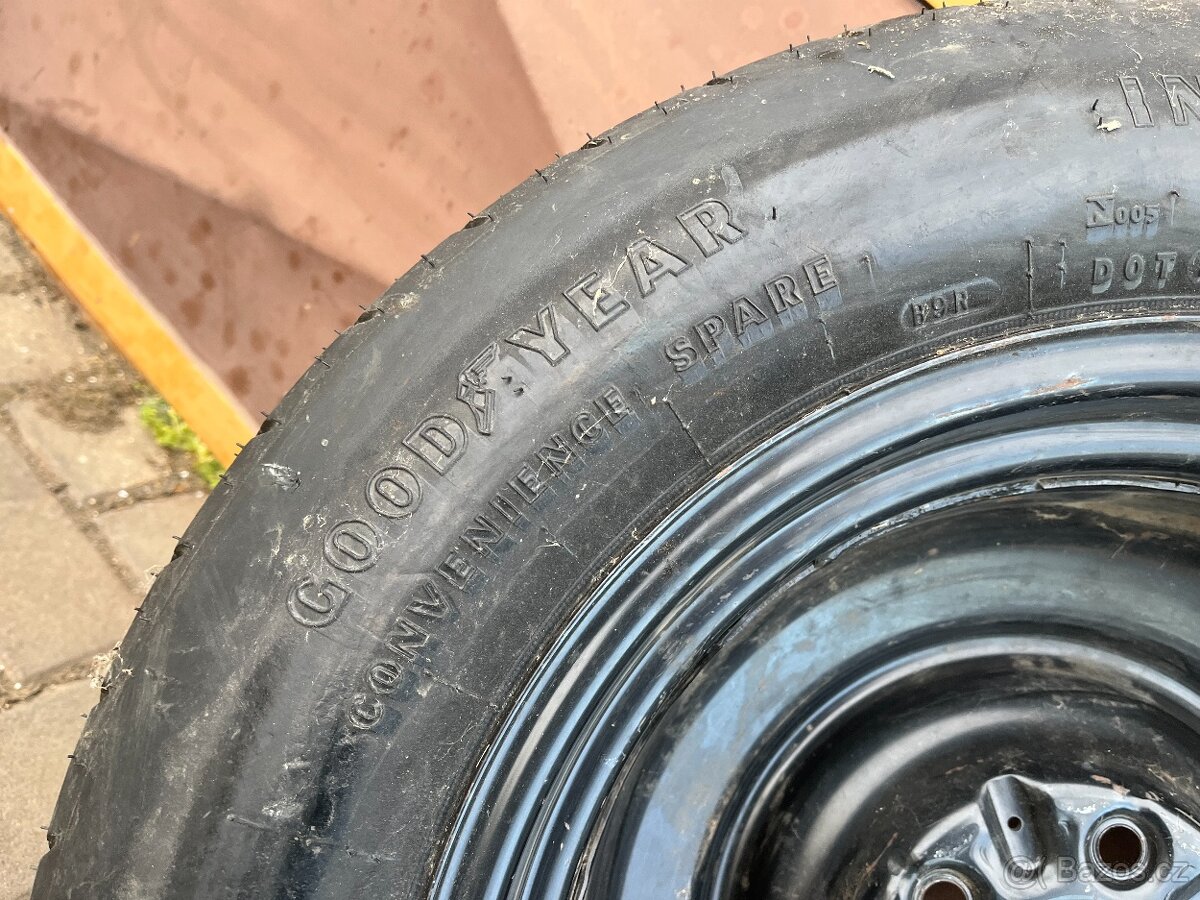 GOODYEAR
CONVENIENCE SPARE
B9R
N005
DOT
Bazos.cz